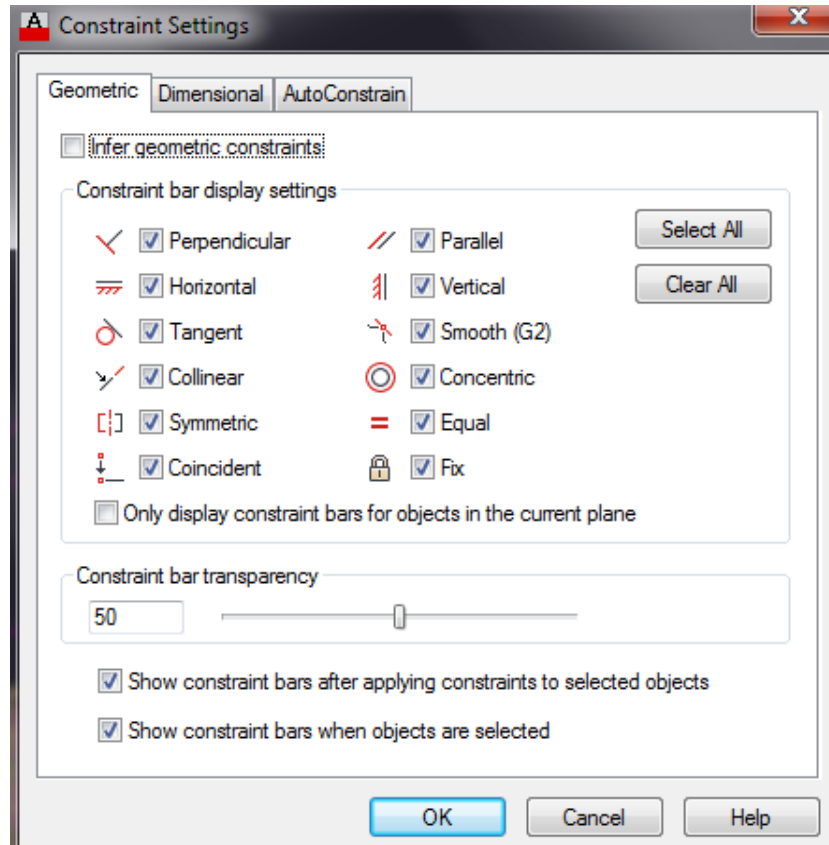 Constraint Settings
Geometric Dimensional AutoConstrain
Infer geometric constraints
Constraint bar display settings
Perpendicular Parallel Select All
Horizontal Vertical Clear All
Tangent Smooth (G2)
Collinear Concentric
Symmetric Equal
Coincident Fix
Only display constraint bars for objects in the current plane
Constraint bar transparency
50
Show constraint bars after applying constraints to selected objects
Show constraint bars when objects are selected
OK Cancel Help